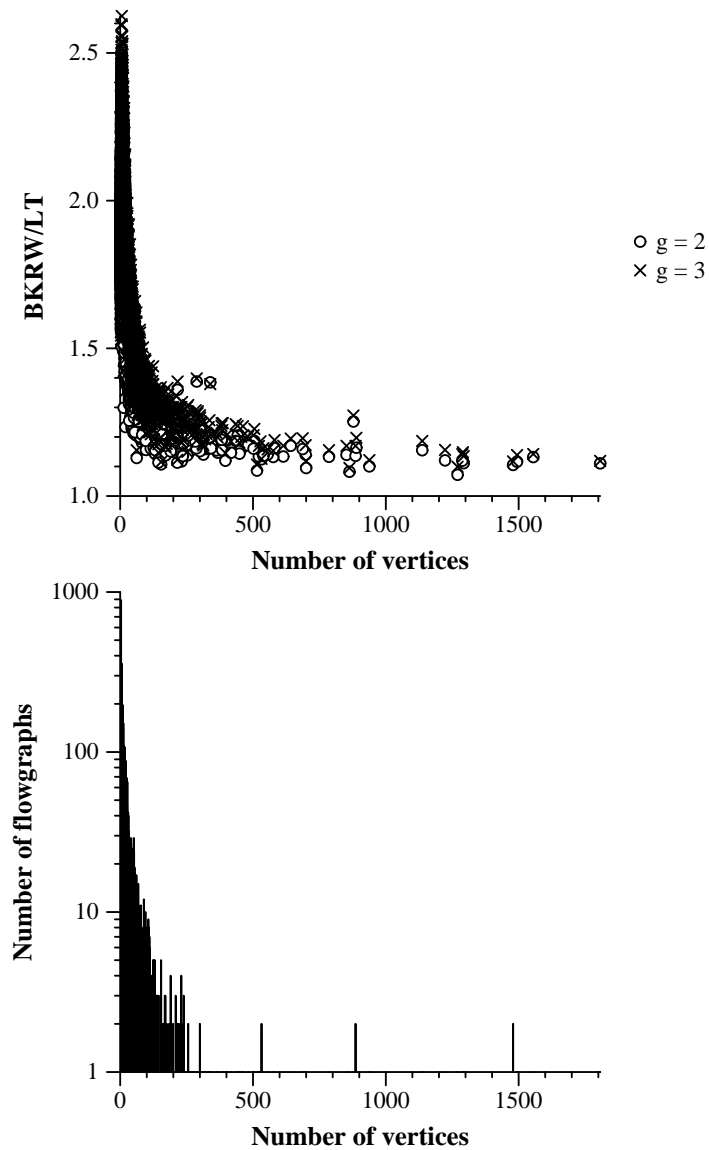 2.5
2.0
1.5
1.0
BKRW/LT
0 500 1000 1500
Number of vertices
g = 2
g = 3
1000
100
10
1
Number of flowgraphs
0 500 1000 1500
Number of vertices